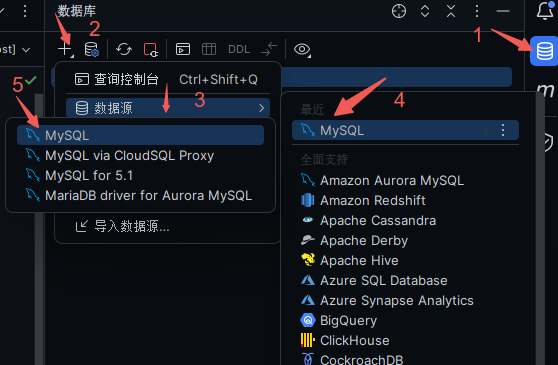 数据库
1
ost]
2
DDL
5
查询控制台 Ctrl+Shift+Q
数据源
3
4
最近
MySQL
MySQL
MySQL via CloudSQL Proxy
MySQL for 5.1
MariaDB driver for Aurora MySQL
导入数据源...
全面支持
Amazon Aurora MySQL
Amazon Redshift
Apache Cassandra
Apache Derby
Apache Hive
Azure SQL Database
Azure Synapse Analytics
BigQuery
ClickHouse
CockroachDB
m